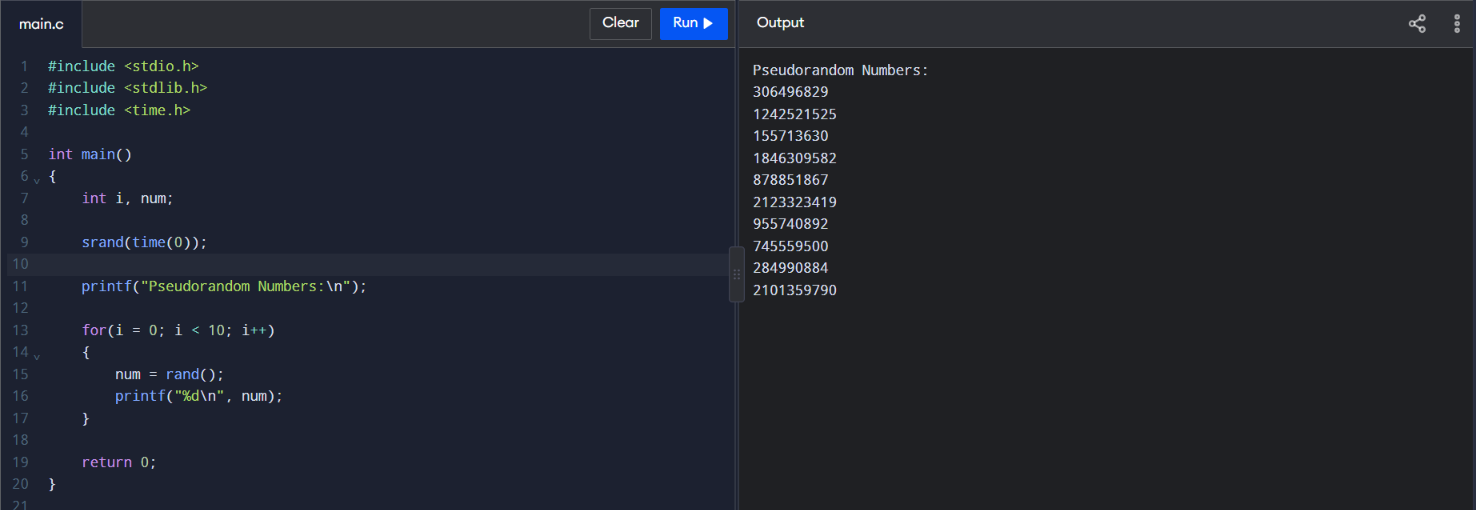 main.c
Clear
Run
1 #include <stdio.h>
2 #include <stdlib.h>
3 #include <time.h>
4
5 int main()
6 {
7     int i, num;
8
9     srand(time(0));
10
11     printf("Pseudorandom Numbers:\n");
12
13     for(i = 0; i < 10; i++)
14     {
15         num = rand();
16         printf("%d\n", num);
17     }
18
19     return 0;
20 }
21
Output
Pseudorandom Numbers:
306496829
1242521525
155713630
1846309582
878851867
2123323419
955740892
745559500
284990884
2101359790